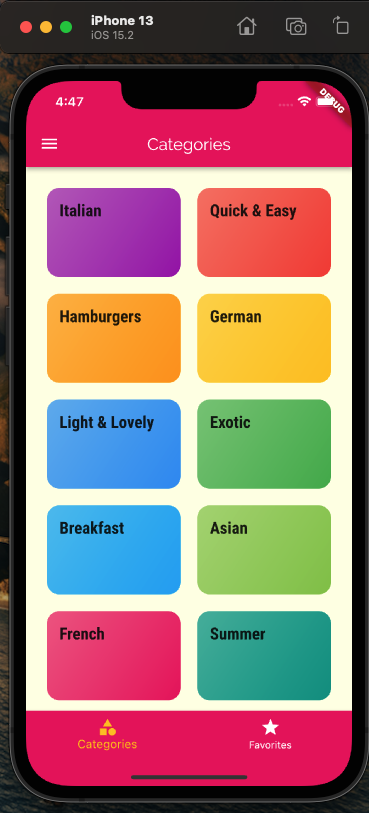 iPhone 13
iOS 15.2
4:47
DEBUG
Categories
Italian
Quick & Easy
Hamburgers
German
Light & Lovely
Exotic
Breakfast
Asian
French
Summer
Categories
Favorites